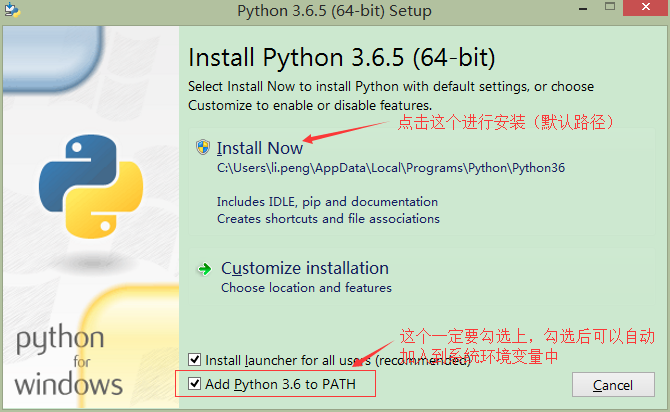 Python 3.6.5 (64-bit) Setup
Install Python 3.6.5 (64-bit)
Select Install Now to install Python with default settings, or choose
Customize to enable or disable features.
点击这个进行安装（默认路径）
Install Now
C:\Users\li.peng\AppData\Local\Programs\Python\Python36
Includes IDLE, pip and documentation
Creates shortcuts and file associations
Customize installation
Choose location and features
这个一定要勾选上，勾选后可以自动
加入到系统环境变量中
Install launcher for all users (recommended)
Add Python 3.6 to PATH
Cancel
python
for
windows